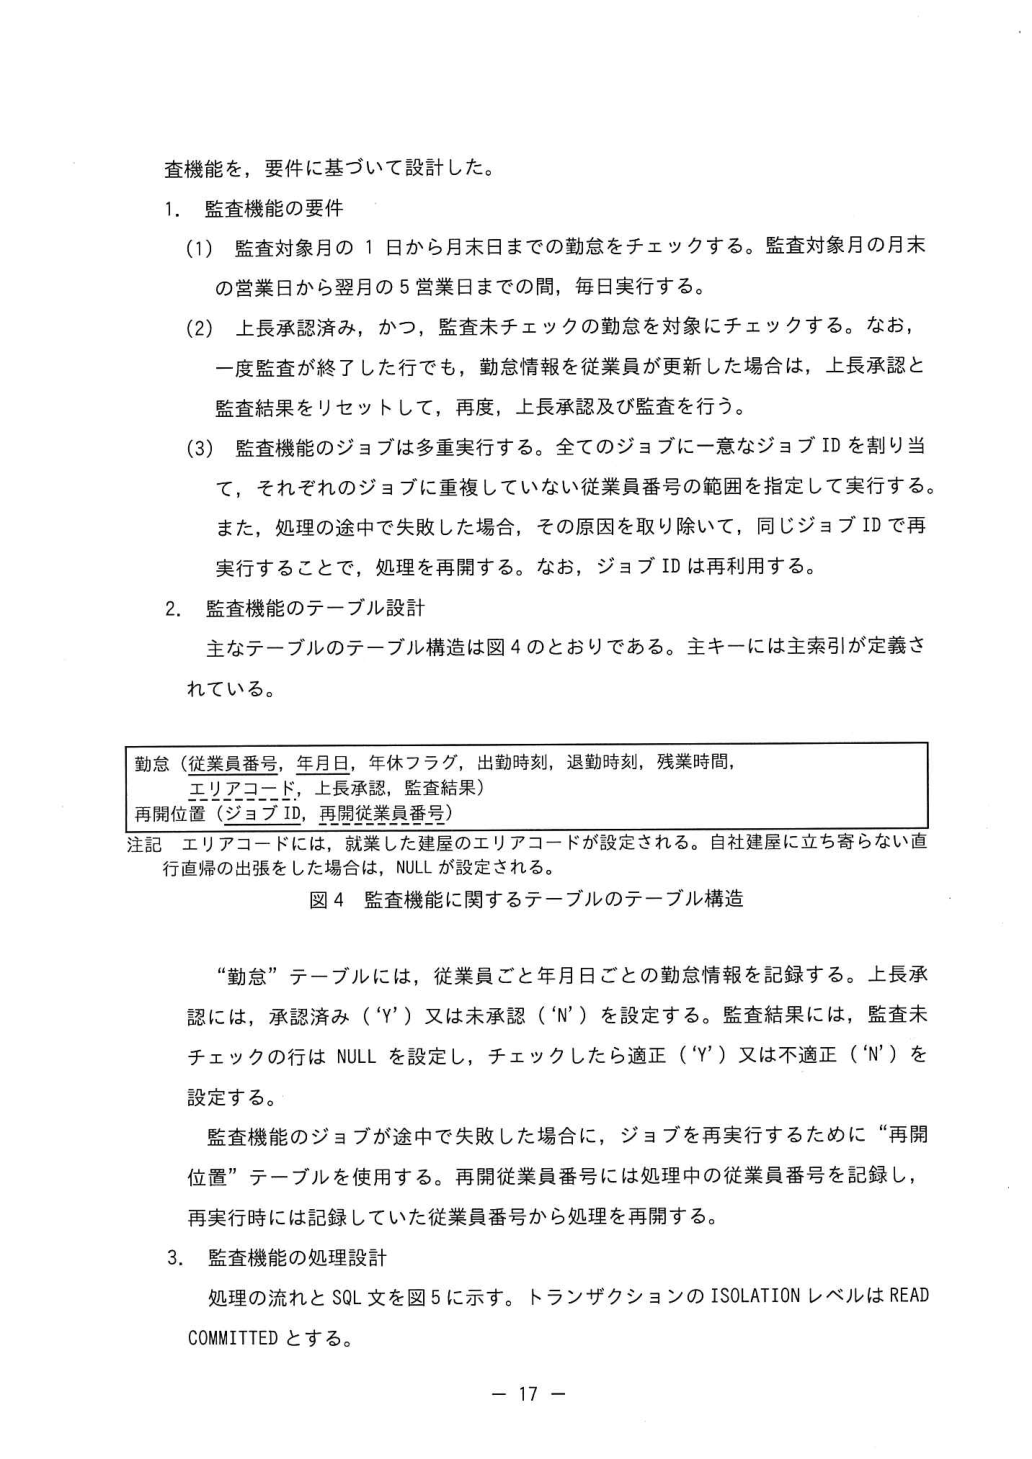 査機能を，要件に基づいて設計した。
1． 監査機能の要件
(1) 監査対象月の 1 日から月末日までの勤怠をチェックする。監査対象月の月末
の営業日から翌月の 5 営業日までの間，毎日実行する。
(2) 上長承認済み，かつ，監査未チェックの勤怠を対象にチェックする。なお，
一度監査が終了した行でも，勤怠情報を従業員が更新した場合は，上長承認と
監査結果をリセットして，再度，上長承認及び監査を行う。
(3) 監査機能のジョブは多重実行する。全てのジョブに一意なジョブ ID を割り当
て，それぞれのジョブに重複していない従業員番号の範囲を指定して実行する。
また，処理の途中で失敗した場合，その原因を取り除いて，同じジョブ ID で再
実行することで，処理を再開する。なお，ジョブ ID は再利用する。
2． 監査機能のテーブル設計
主なテーブルのテーブル構造は図 4 のとおりである。主キーには主索引が定義さ
れている。
勤怠（従業員番号，年月日，年休フラグ，出勤時刻，退勤時刻，残業時間，
エリアコード，上長承認，監査結果）
再開位置（ジョブ ID，再開従業員番号）
注記 エリアコードには，就業した建屋のエリアコードが設定される。自社建屋に立ち寄らない直
行直帰の出張をした場合は，NULL が設定される。
図 4 監査機能に関するテーブルのテーブル構造
“勤怠”テーブルには，従業員ごと年月日ごとの勤怠情報を記録する。上長承
認には，承認済み（‘Y’）又は未承認（‘N’）を設定する。監査結果には，監査未
チェックの行は NULL を設定し，チェックしたら適正（‘Y’）又は不適正（‘N’）を
設定する。
監査機能のジョブが途中で失敗した場合に，ジョブを再実行するために“再開
位置”テーブルを使用する。再開従業員番号には処理中の従業員番号を記録し，
再実行時には記録していた従業員番号から処理を再開する。
3． 監査機能の処理設計
処理の流れと SQL 文を図 5 に示す。トランザクションの ISOLATION レベルは READ
COMMITTED とする。
－ 17 －